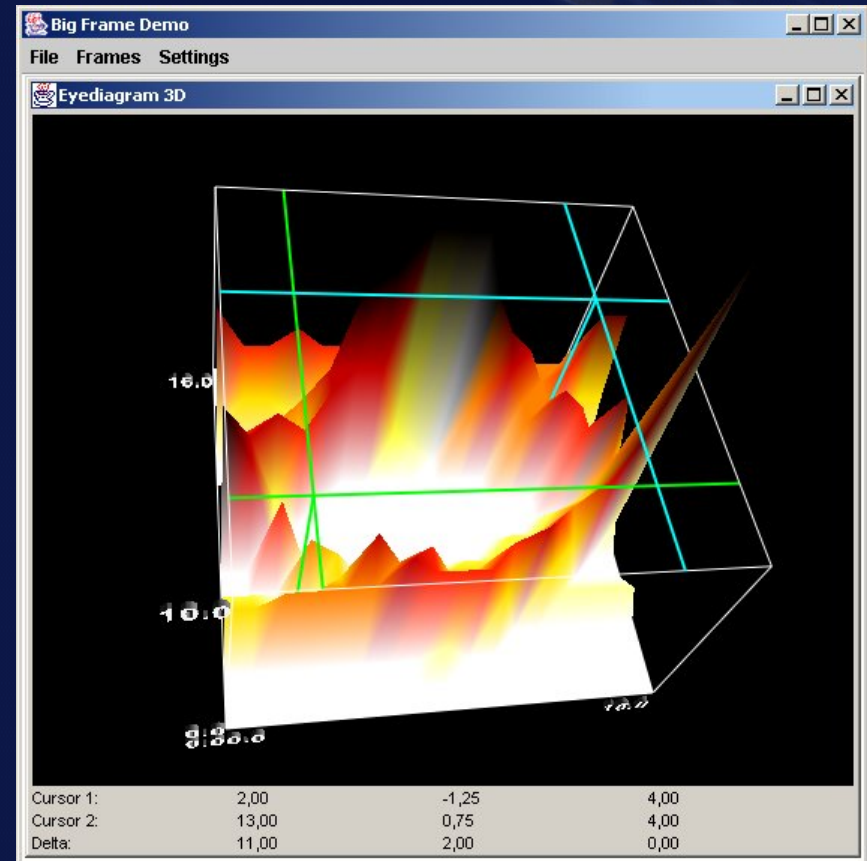 Big Frame Demo
File Frames Settings
Eyediagram 3D
16.0
10.0
Cursor 1: 2,00 -1,25 4,00
Cursor 2: 13,00 0,75 4,00
Delta: 11,00 2,00 0,00